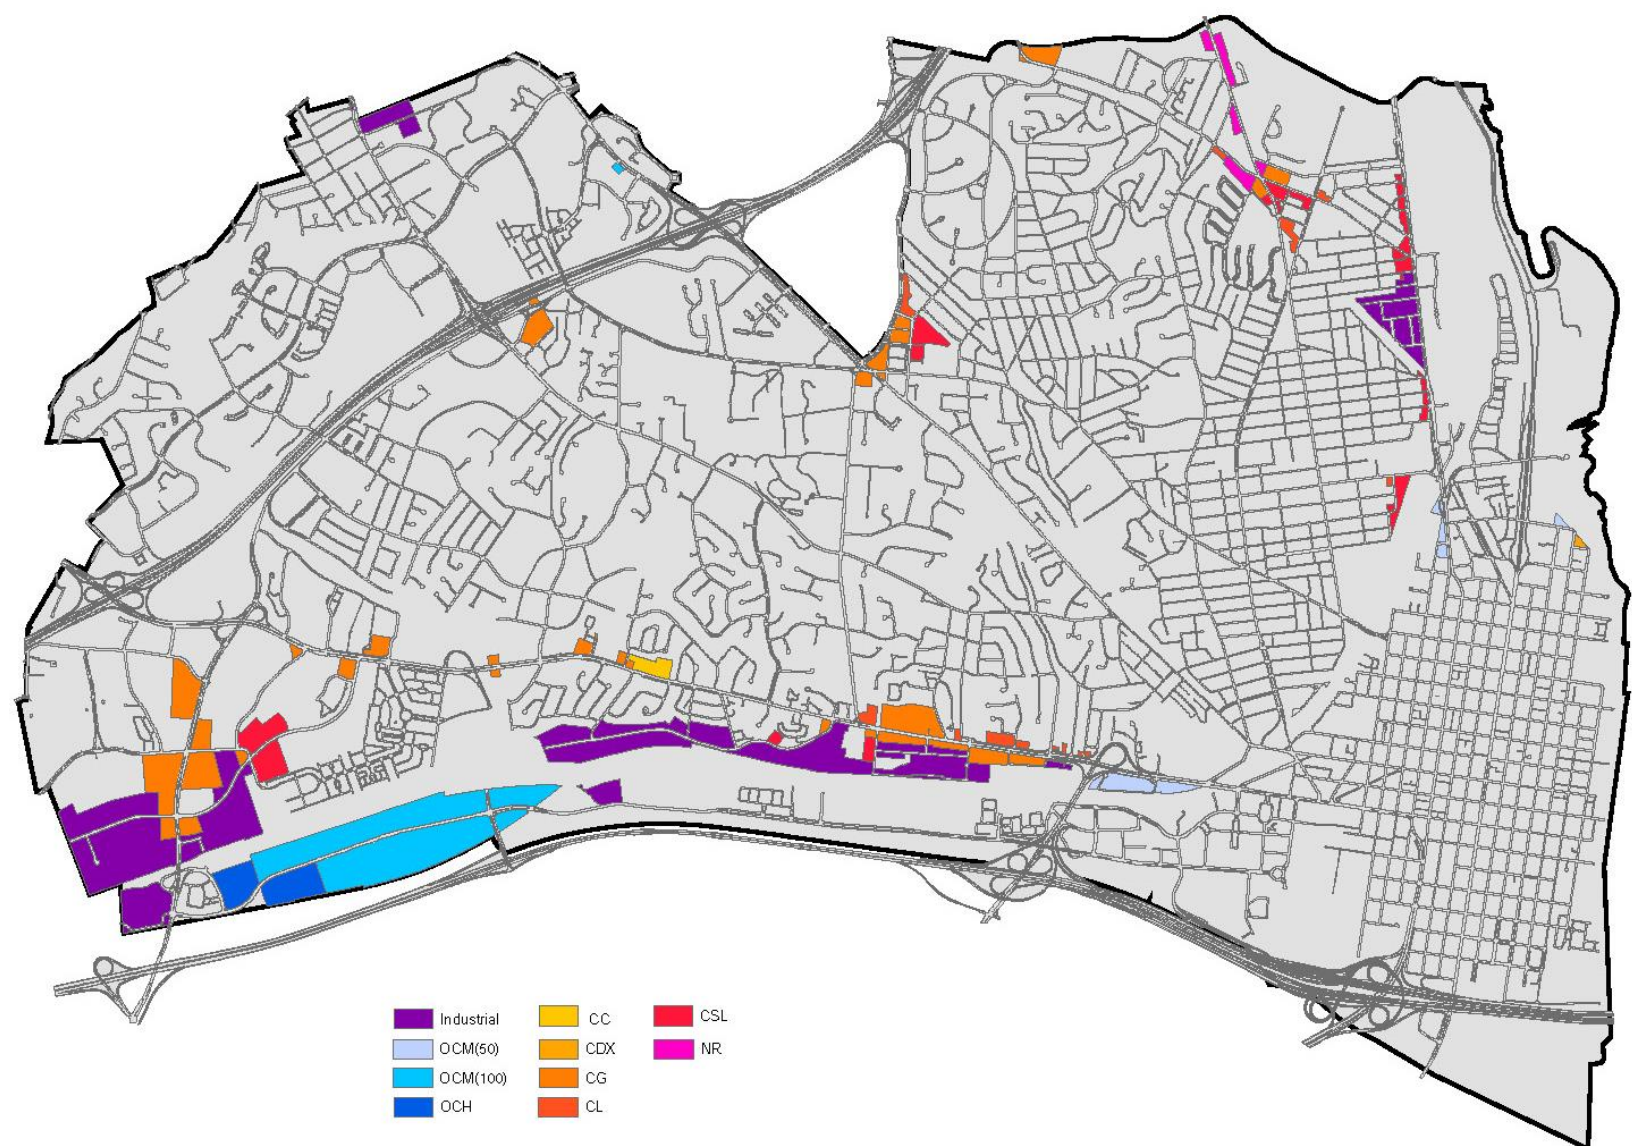 Industrial
OCM(50)
OCM(100)
OCH
CC
CDX
CG
CL
CSL
NR